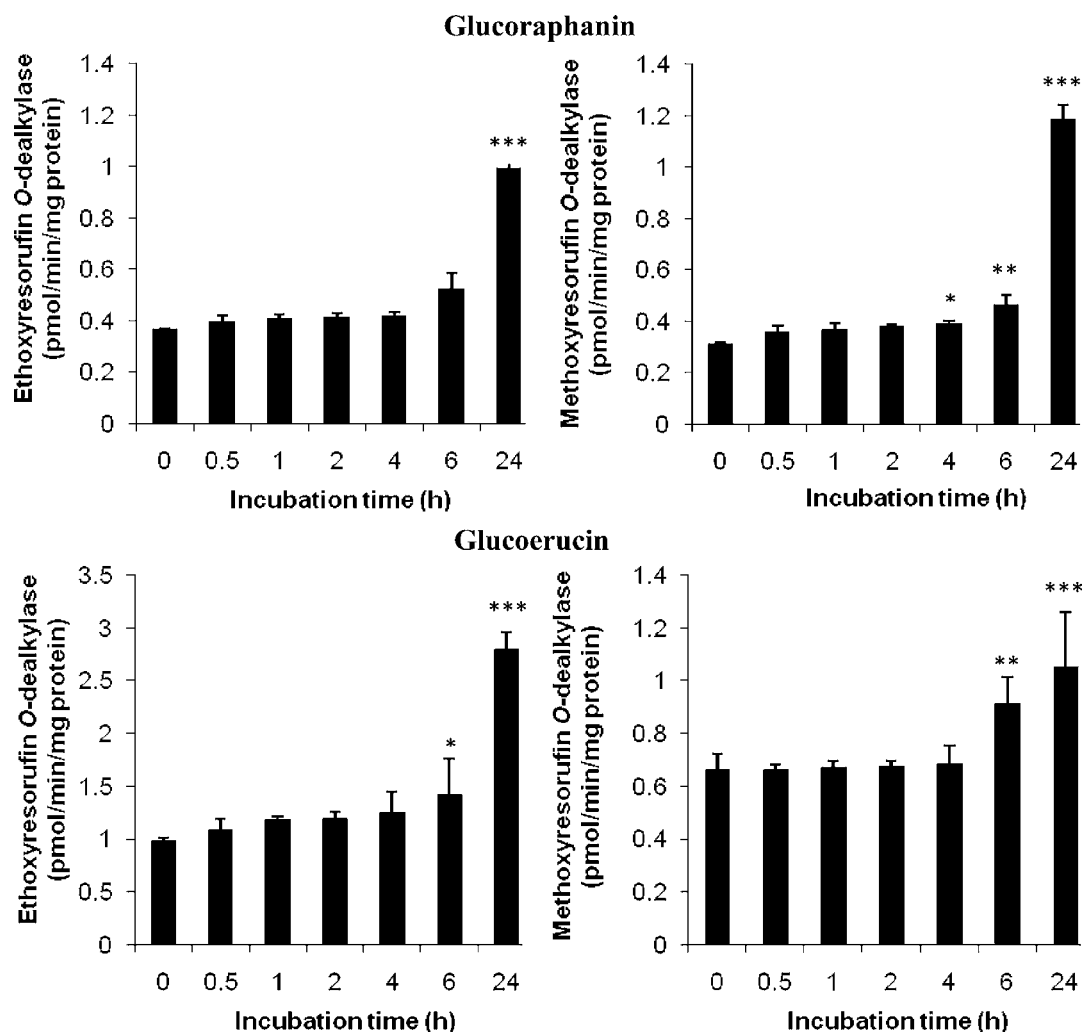 Glucoraphanin
Ethoxyresorufin O-dealkylase
(pmol/min/mg protein)
1.4
1.2
1
0.8
0.6
0.4
0.2
0
***
0 0.5 1 2 4 6 24
Incubation time (h)
Methoxyresorufin O-dealkylase
(pmol/min/mg protein)
1.4
1.2
1
0.8
0.6
0.4
0.2
0
* ** ***
0 0.5 1 2 4 6 24
Incubation time (h)
Glucoerucin
Ethoxyresorufin O-dealkylase
(pmol/min/mg protein)
3.5
3
2.5
2
1.5
1
0.5
0
* ***
0 0.5 1 2 4 6 24
Incubation time (h)
Methoxyresorufin O-dealkylase
(pmol/min/mg protein)
1.4
1.2
1
0.8
0.6
0.4
0.2
0
** ***
0 0.5 1 2 4 6 24
Incubation time (h)